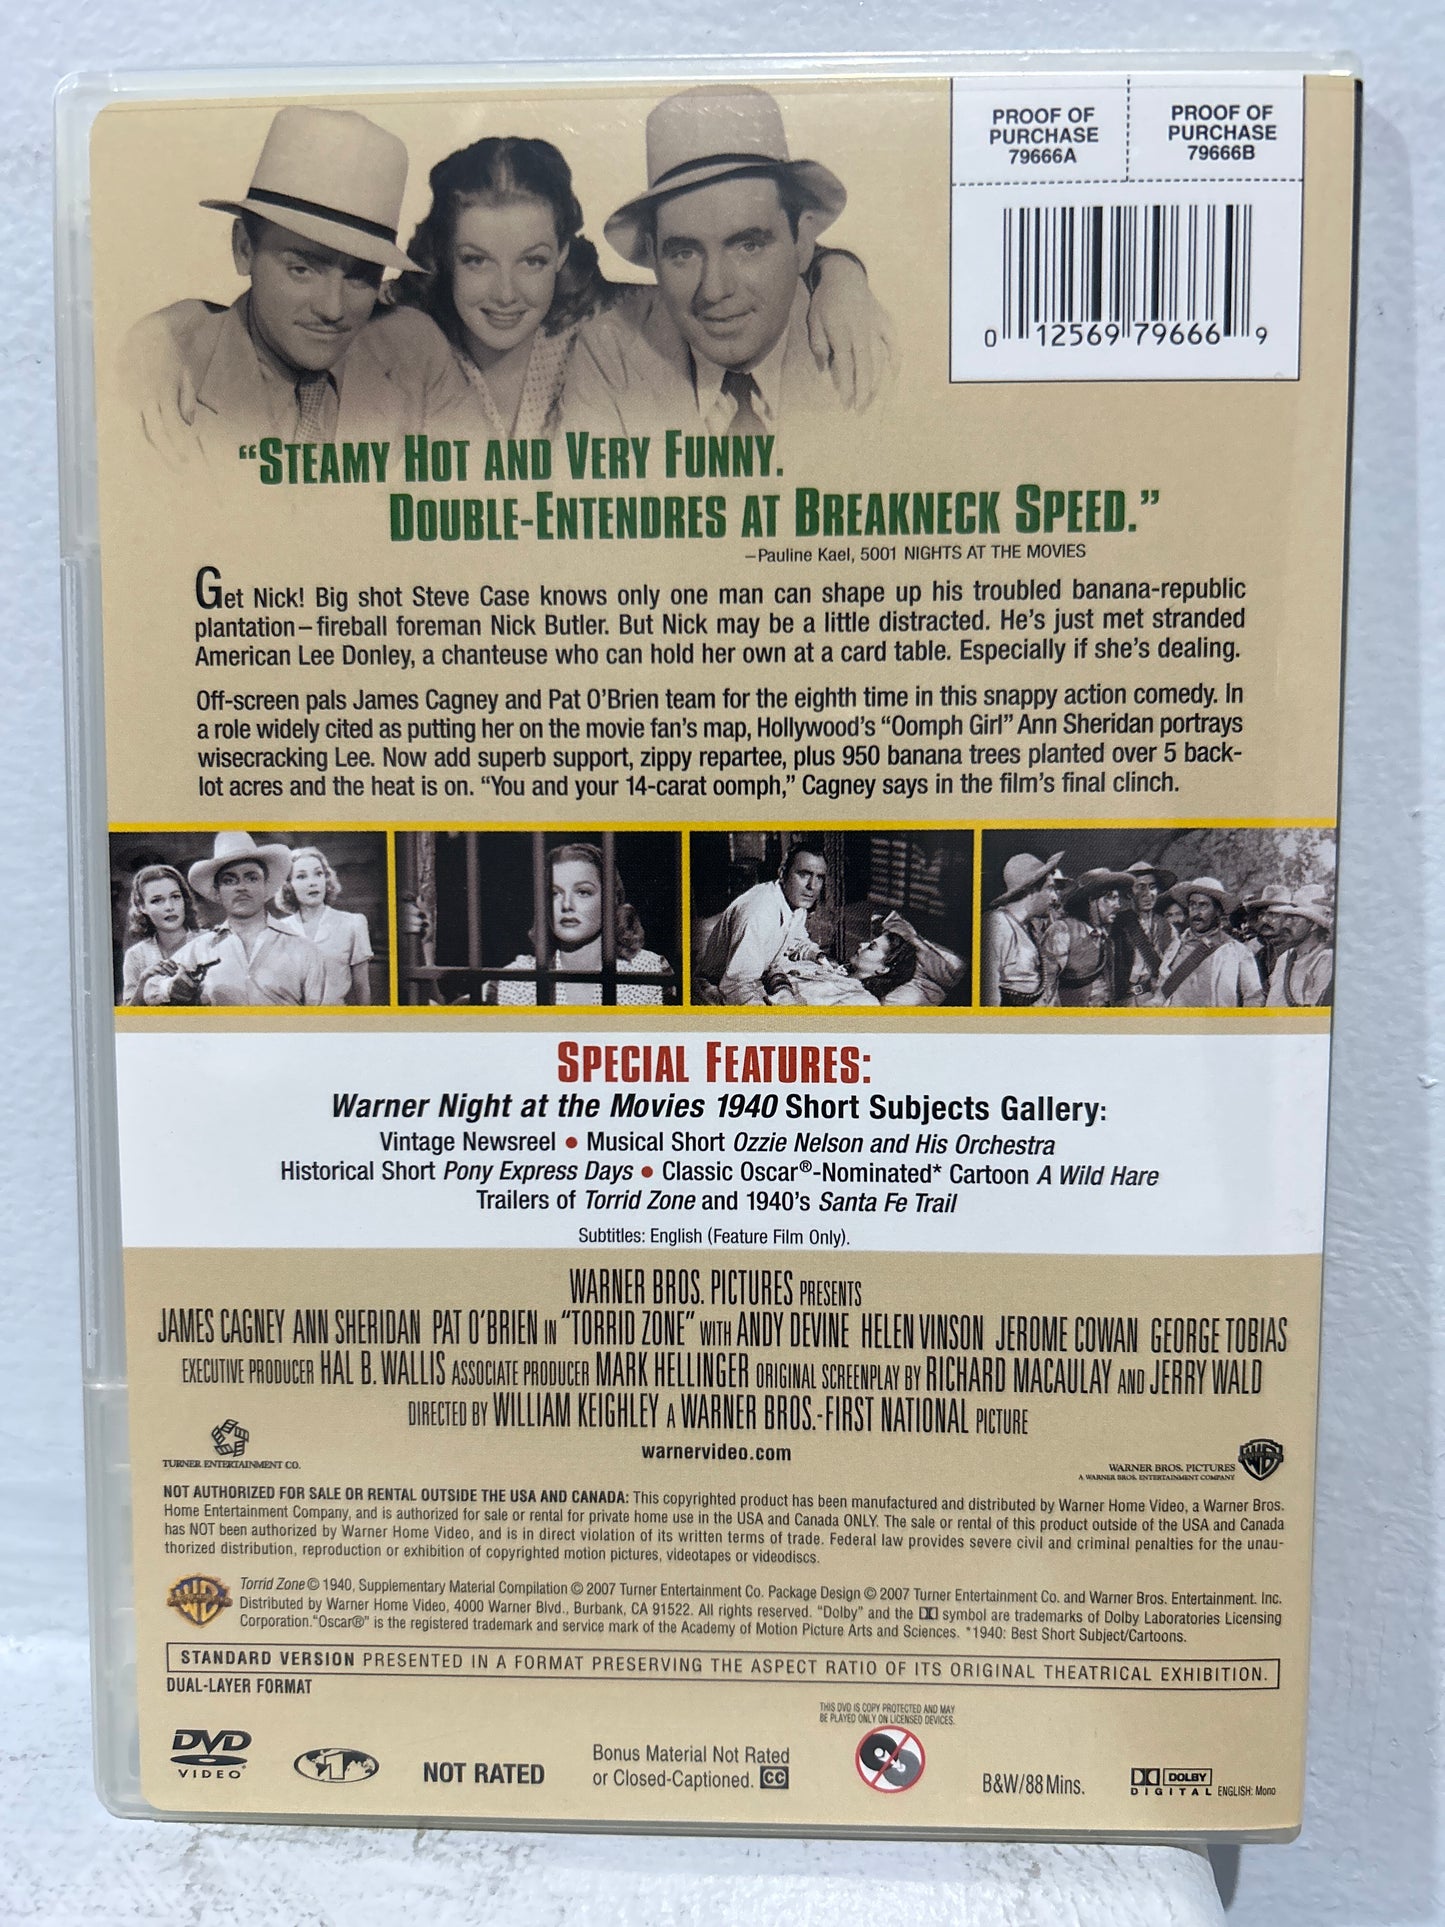 PROOF OF
PURCHASE
79666A
PROOF OF
PURCHASE
79666B
0 12569 79666 9
“STEAMY HOT AND VERY FUNNY.
DOUBLE-ENTENDRES AT BREAKNECK SPEED.”
–Pauline Kael, 5001 NIGHTS AT THE MOVIES
Get Nick! Big shot Steve Case knows only one man can shape up his troubled banana-republic
plantation–fireball foreman Nick Butler. But Nick may be a little distracted. He’s just met stranded
American Lee Donley, a chanteuse who can hold her own at a card table. Especially if she’s dealing.
Off-screen pals James Cagney and Pat O’Brien team for the eighth time in this snappy action comedy. In
a role widely cited as putting her on the movie fan’s map, Hollywood’s “Oomph Girl” Ann Sheridan portrays
wisecracking Lee. Now add superb support, zippy repartee, plus 950 banana trees planted over 5 back-
lot acres and the heat is on. “You and your 14-carat oomph,” Cagney says in the film’s final clinch.
SPECIAL FEATURES:
Warner Night at the Movies 1940 Short Subjects Gallery:
Vintage Newsreel • Musical Short Ozzie Nelson and His Orchestra
Historical Short Pony Express Days • Classic Oscar®-Nominated* Cartoon A Wild Hare
Trailers of Torrid Zone and 1940’s Santa Fe Trail
Subtitles: English (Feature Film Only).
WARNER BROS. PICTURES PRESENTS
JAMES CAGNEY ANN SHERIDAN PAT O’BRIEN IN “TORRID ZONE” WITH ANDY DEVINE HELEN VINSON JEROME COWAN GEORGE TOBIAS
EXECUTIVE PRODUCER HAL B. WALLIS ASSOCIATE PRODUCER MARK HELLINGER ORIGINAL SCREENPLAY BY RICHARD MACAULAY AND JERRY WALD
DIRECTED BY WILLIAM KEIGHLEY A WARNER BROS.-FIRST NATIONAL PICTURE
TURNER ENTERTAINMENT CO.
warnervideo.com
WARNER BROS. PICTURES
A WARNER BROS. ENTERTAINMENT COMPANY
WB
NOT AUTHORIZED FOR SALE OR RENTAL OUTSIDE THE USA AND CANADA: This copyrighted product has been manufactured and distributed by Warner Home Video, a Warner Bros.
Home Entertainment Company, and is authorized for sale or rental for private home use in the USA and Canada ONLY. The sale or rental of this product outside of the USA and Canada
has NOT been authorized by Warner Home Video, and is in direct violation of its written terms of trade. Federal law provides severe civil and criminal penalties for the unau-
thorized distribution, reproduction or exhibition of copyrighted motion pictures, videotapes or videodiscs.
WB
Torrid Zone © 1940, Supplementary Material Compilation © 2007 Turner Entertainment Co. Package Design © 2007 Turner Entertainment Co. and Warner Bros. Entertainment. Inc.
Distributed by Warner Home Video, 4000 Warner Blvd., Burbank, CA 91522. All rights reserved. “Dolby” and the symbol are trademarks of Dolby Laboratories Licensing
Corporation.“Oscar®” is the registered trademark and service mark of the Academy of Motion Picture Arts and Sciences. *1940: Best Short Subject/Cartoons.
STANDARD VERSION PRESENTED IN A FORMAT PRESERVING THE ASPECT RATIO OF ITS ORIGINAL THEATRICAL EXHIBITION.
DUAL-LAYER FORMAT
THIS DVD IS COPY PROTECTED AND MAY
BE PLAYED ONLY ON LICENSED DEVICES.
DVD
VIDEO
1
NOT RATED
Bonus Material Not Rated
or Closed-Captioned. CC
B&W/88 Mins.
DOLBY
DIGITAL ENGLISH: Mono